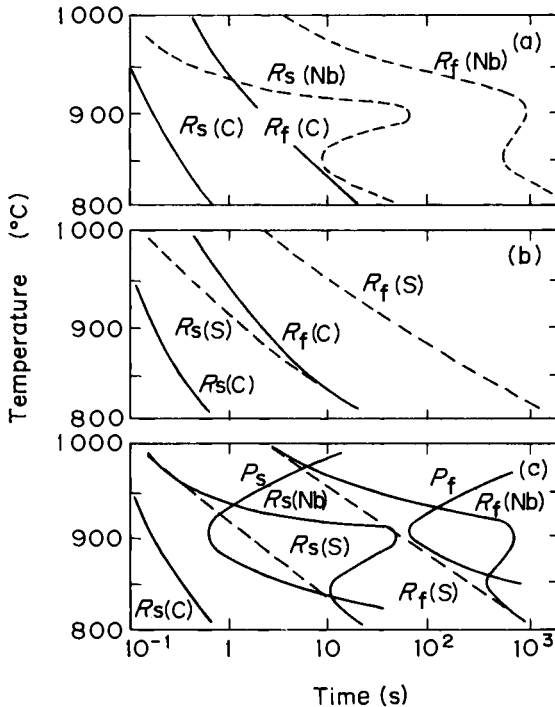 1000
(a)
Rs (Nb)
Rf (Nb)
900
Rs (C)
Rf (C)
800
1000
(b)
Rf (S)
Rs(S)
Rf(C)
900
Rs(C)
800
1000
(c)
Ps
Pf
Rs(Nb)
Rf(Nb)
900
Rs(S)
Rf(S)
Rs(C)
800
10⁻¹ 1 10 10² 10³
Time (s)
Temperature (°C)